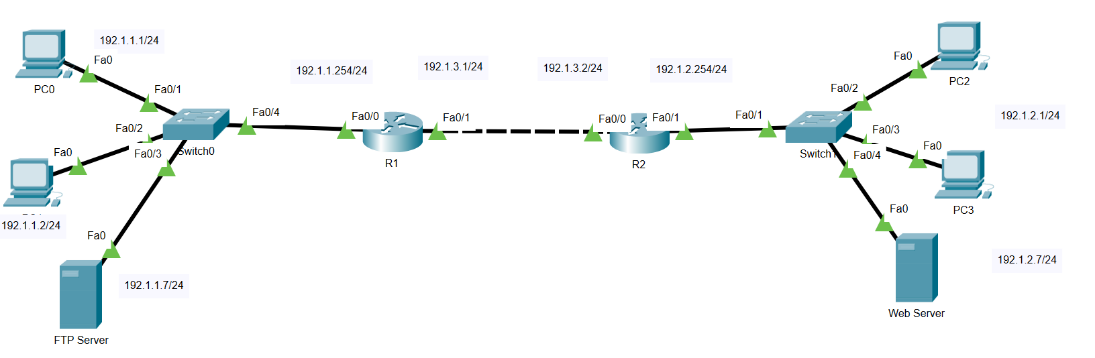 192.1.1.1/24
Fa0
PC0
Fa0/1
192.1.1.254/24
192.1.3.1/24
192.1.3.2/24
192.1.2.254/24
Fa0
PC2
Fa0/2
Fa0/2
Fa0/4
Switch0
Fa0/0
Fa0/1
R1
Fa0/0
Fa0/1
R2
Fa0/1
Fa0/3
192.1.2.1/24
Fa0
Fa0/3
Switch
Fa0/4
Fa0
PC3
192.1.1.2/24
Fa0
192.1.1.7/24
FTP Server
Fa0
192.1.2.7/24
Web Server